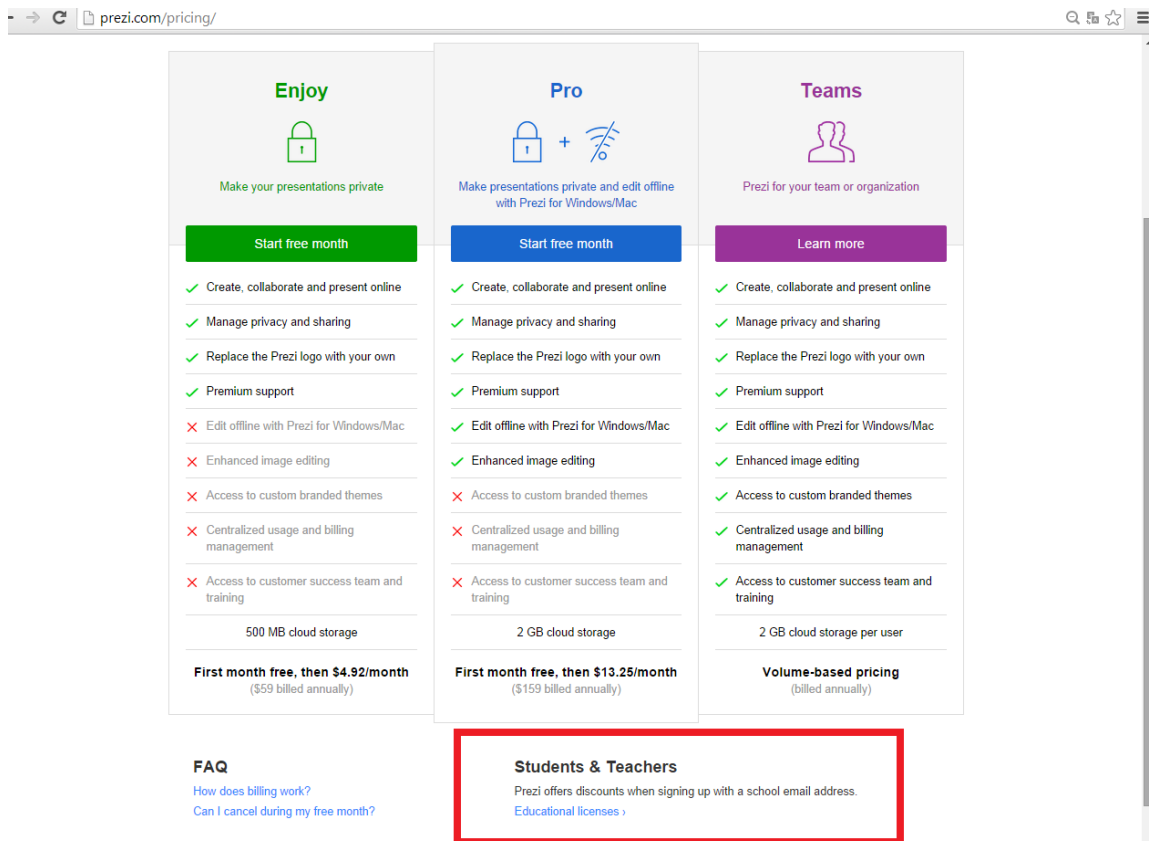 prezi.com/pricing/
Enjoy
Make your presentations private
Start free month
Create, collaborate and present online
Manage privacy and sharing
Replace the Prezi logo with your own
Premium support
Edit offline with Prezi for Windows/Mac
Enhanced image editing
Access to custom branded themes
Centralized usage and billing
management
Access to customer success team and
training
500 MB cloud storage
First month free, then $4.92/month
($59 billed annually)
Pro
+
Make presentations private and edit offline
with Prezi for Windows/Mac
Start free month
Create, collaborate and present online
Manage privacy and sharing
Replace the Prezi logo with your own
Premium support
Edit offline with Prezi for Windows/Mac
Enhanced image editing
Access to custom branded themes
Centralized usage and billing
management
Access to customer success team and
training
2 GB cloud storage
First month free, then $13.25/month
($159 billed annually)
Teams
Prezi for your team or organization
Learn more
Create, collaborate and present online
Manage privacy and sharing
Replace the Prezi logo with your own
Premium support
Edit offline with Prezi for Windows/Mac
Enhanced image editing
Access to custom branded themes
Centralized usage and billing
management
Access to customer success team and
training
2 GB cloud storage per user
Volume-based pricing
(billed annually)
FAQ
How does billing work?
Can I cancel during my free month?
Students & Teachers
Prezi offers discounts when signing up with a school email address.
Educational licenses ›